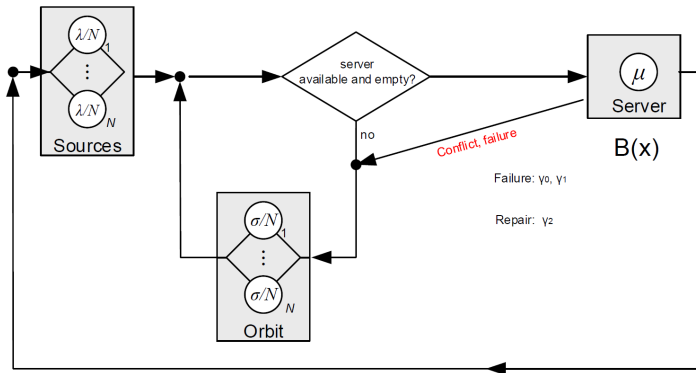 λ/N
1
⋮
λ/N
N
Sources
server
available and empty?
no
Conflict, failure
μ
Server
B(x)
Failure: γ₀, γ₁
Repair: γ₂
σ/N
1
⋮
σ/N
N
Orbit